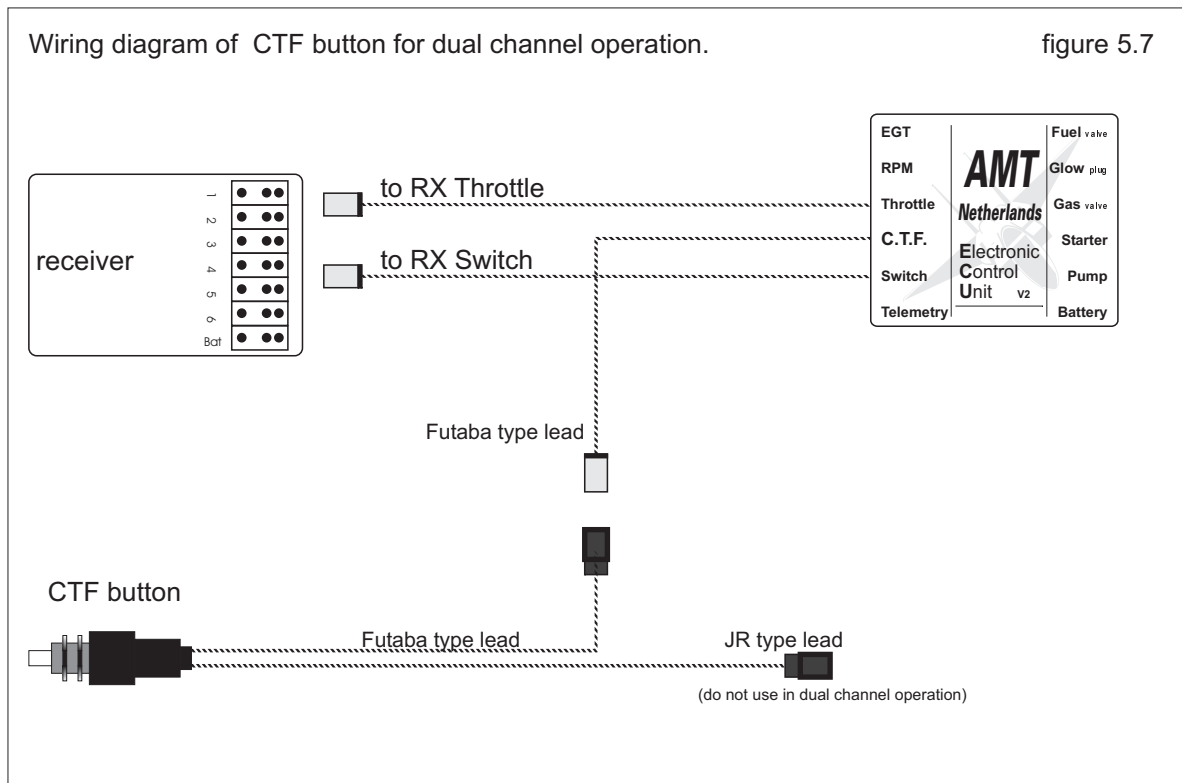 Wiring diagram of CTF button for dual channel operation.
figure 5.7
receiver
1
2
3
4
5
6
Bat
to RX Throttle
to RX Switch
EGT
RPM
Throttle
C.T.F.
Switch
Telemetry
AMT
Netherlands
Electronic
Control
Unit V2
Fuel valve
Glow plug
Gas valve
Starter
Pump
Battery
Futaba type lead
CTF button
Futaba type lead
JR type lead
(do not use in dual channel operation)